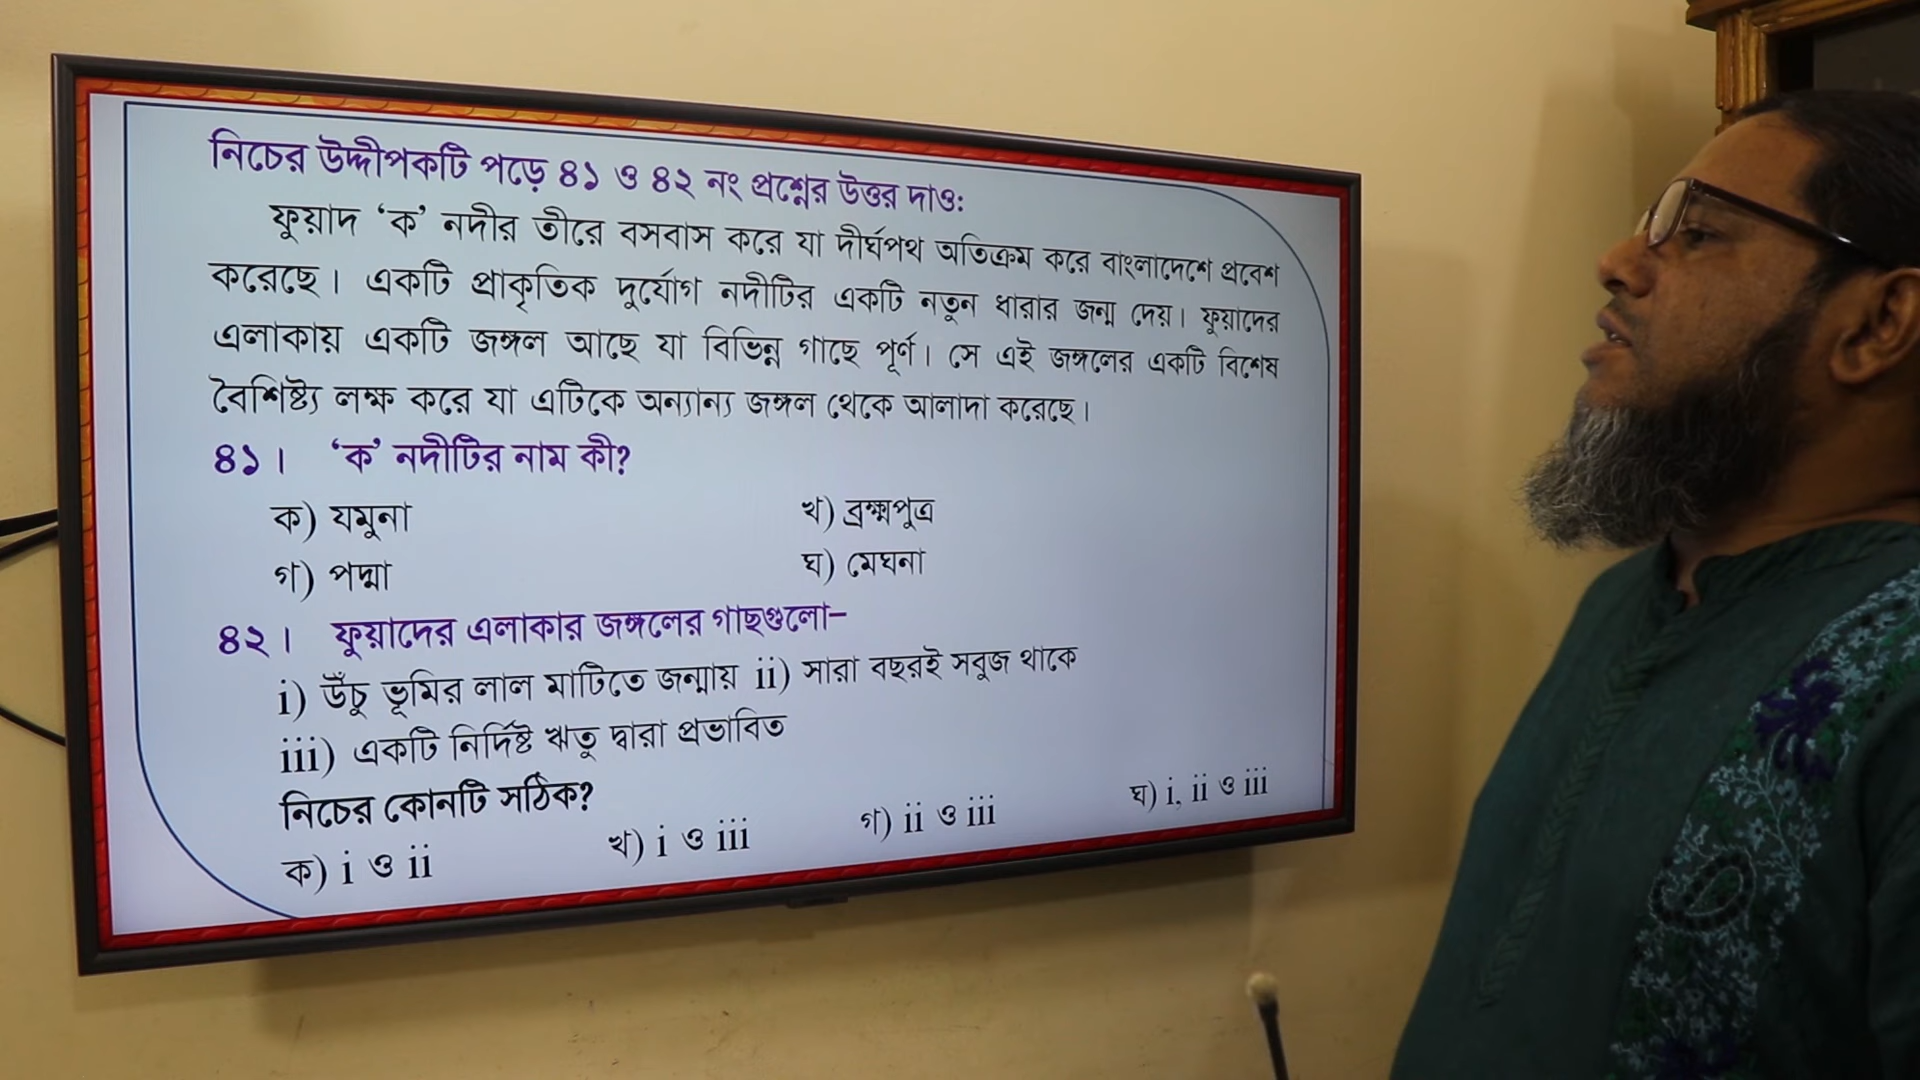 নিচের উদ্দীপকটি পড়ে ৪১ ও ৪২ নং প্রশ্নের উত্তর দাও:
ফুয়াদ ‘ক’ নদীর তীরে বসবাস করে যা দীর্ঘপথ অতিক্রম করে বাংলাদেশে প্রবেশ
করেছে। একটি প্রাকৃতিক দুর্যোগ নদীটির একটি নতুন ধারার জন্ম দেয়। ফুয়াদের
এলাকায় একটি জঙ্গল আছে যা বিভিন্ন গাছে পূর্ণ। সে এই জঙ্গলের একটি বিশেষ
বৈশিষ্ট্য লক্ষ করে যা এটিকে অন্যান্য জঙ্গল থেকে আলাদা করেছে।
৪১। ‘ক’ নদীটির নাম কী?
ক) যমুনা খ) ব্রহ্মপুত্র
গ) পদ্মা ঘ) মেঘনা
৪২। ফুয়াদের এলাকার জঙ্গলের গাছগুলো–
i) উঁচু ভূমির লাল মাটিতে জন্মায় ii) সারা বছরই সবুজ থাকে
iii) একটি নির্দিষ্ট ঋতু দ্বারা প্রভাবিত
নিচের কোনটি সঠিক?
ক) i ও ii খ) i ও iii গ) ii ও iii ঘ) i, ii ও iii